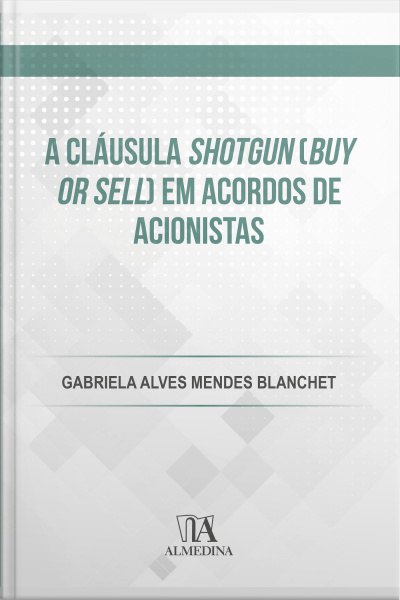 A CLÁUSULA SHOTGUN (BUY
OR SELL) EM ACORDOS DE
ACIONISTAS
GABRIELA ALVES MENDES BLANCHET
ALMEDINA